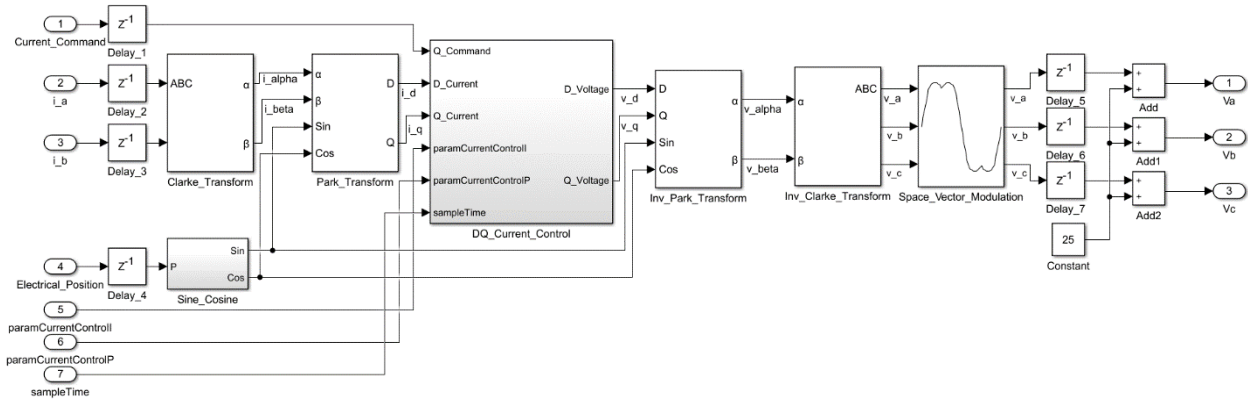 1
Current_Command
z-1
Delay_1
2
i_a
z-1
Delay_2
3
i_b
z-1
Delay_3
ABC
α
β
Clarke_Transform
i_alpha
i_beta
α
β
Sin
Cos
D
Q
Park_Transform
i_d
i_q
Q_Command
D_Current
Q_Current
paramCurrentControlI
paramCurrentControlP
sampleTime
D_Voltage
Q_Voltage
DQ_Current_Control
v_d
v_q
D
Q
Sin
Cos
α
β
Inv_Park_Transform
v_alpha
v_beta
α
β
ABC
Inv_Clarke_Transform
v_a
v_b
v_c
Space_Vector_Modulation
v_a
v_b
v_c
z-1
Delay_5
z-1
Delay_6
z-1
Delay_7
+
+
Add
+
+
Add1
+
+
Add2
25
Constant
1
Va
2
Vb
3
Vc
4
Electrical_Position
z-1
Delay_4
P
Sin
Cos
Sine_Cosine
5
paramCurrentControlI
6
paramCurrentControlP
7
sampleTime